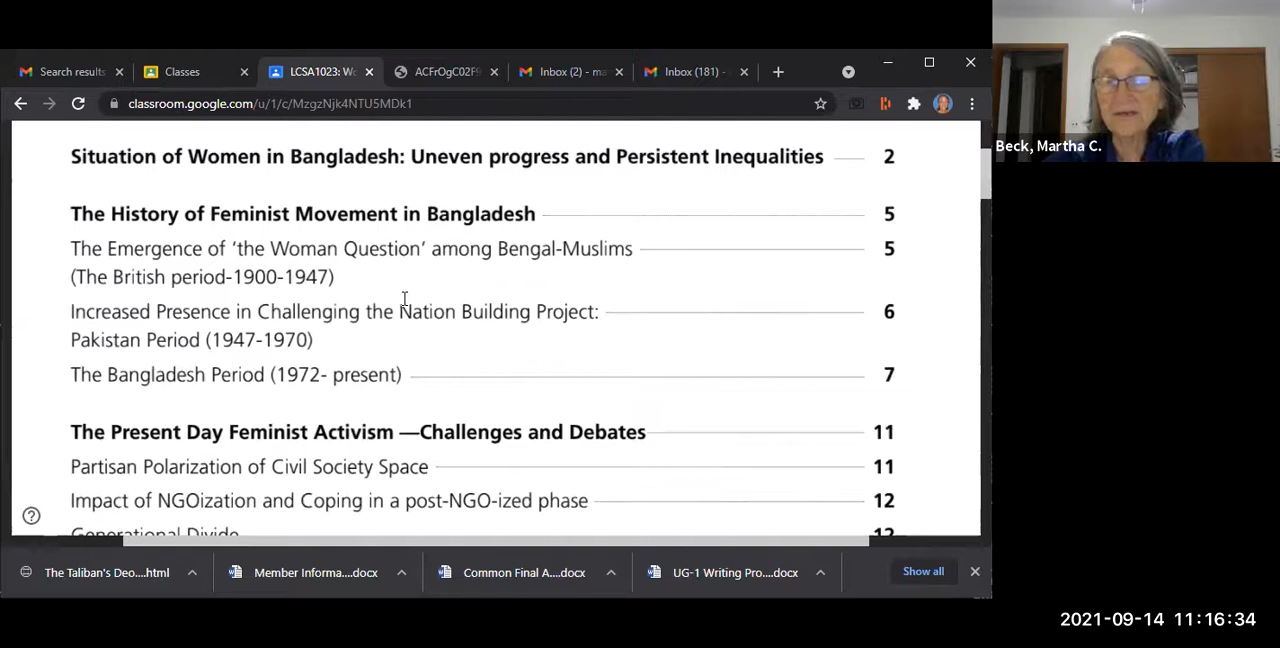 Search results
Classes
LCSA1023: Wo
ACFrOgC02F9
Inbox (2) - ma
Inbox (181) -
classroom.google.com/u/1/c/MzgzNjk4NTU5MDk1
Beck, Martha C.
Situation of Women in Bangladesh: Uneven progress and Persistent Inequalities 2
The History of Feminist Movement in Bangladesh 5
The Emergence of ‘the Woman Question’ among Bengal-Muslims 5
(The British period-1900-1947)
Increased Presence in Challenging the Nation Building Project: 6
Pakistan Period (1947-1970)
The Bangladesh Period (1972- present) 7
The Present Day Feminist Activism —Challenges and Debates 11
Partisan Polarization of Civil Society Space 11
Impact of NGOization and Coping in a post-NGO-ized phase 12
Generational Divide 12
The Taliban's Deo....html
Member Informa....docx
Common Final A....docx
UG-1 Writing Pro....docx
Show all
2021-09-14 11:16:34